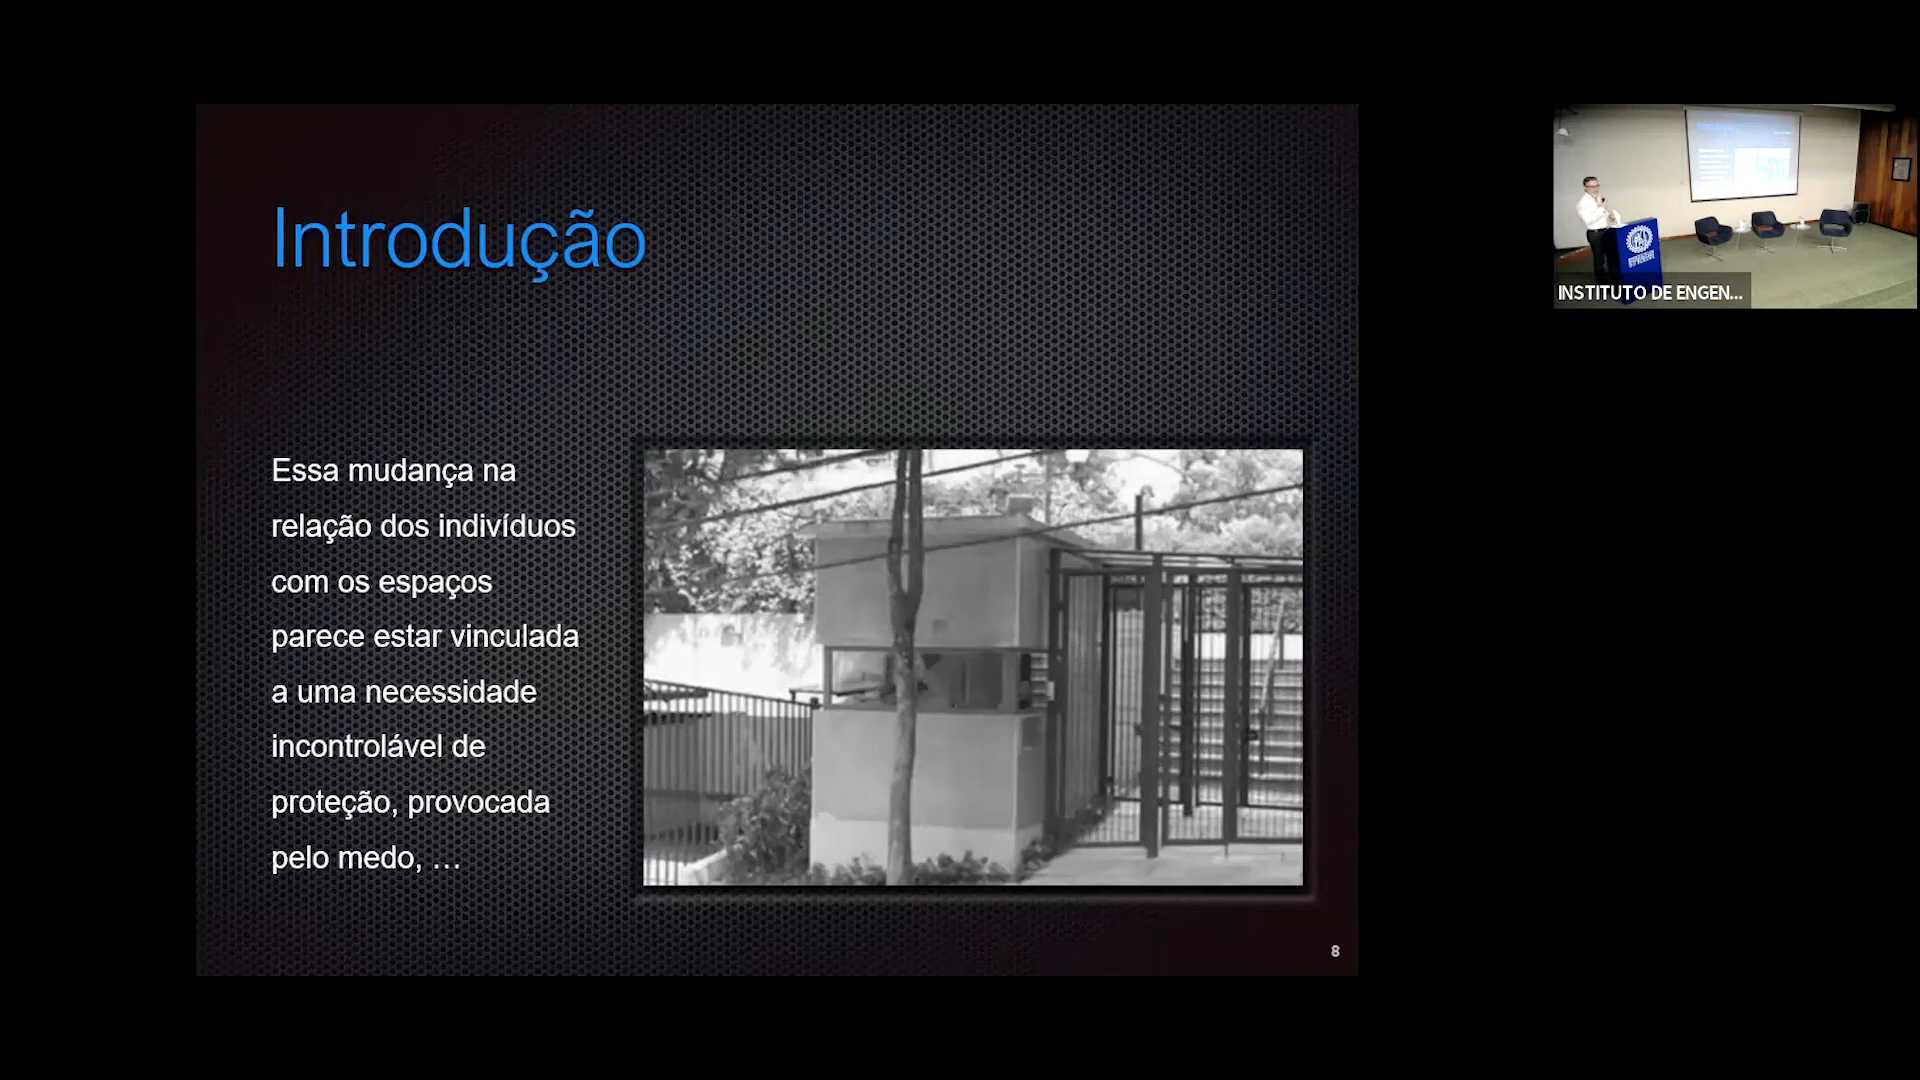 Introdução
Essa mudança na
relação dos indivíduos
com os espaços
parece estar vinculada
a uma necessidade
incontrolável de
proteção, provocada
pelo medo, …
8
INSTITUTO DE ENGEN...